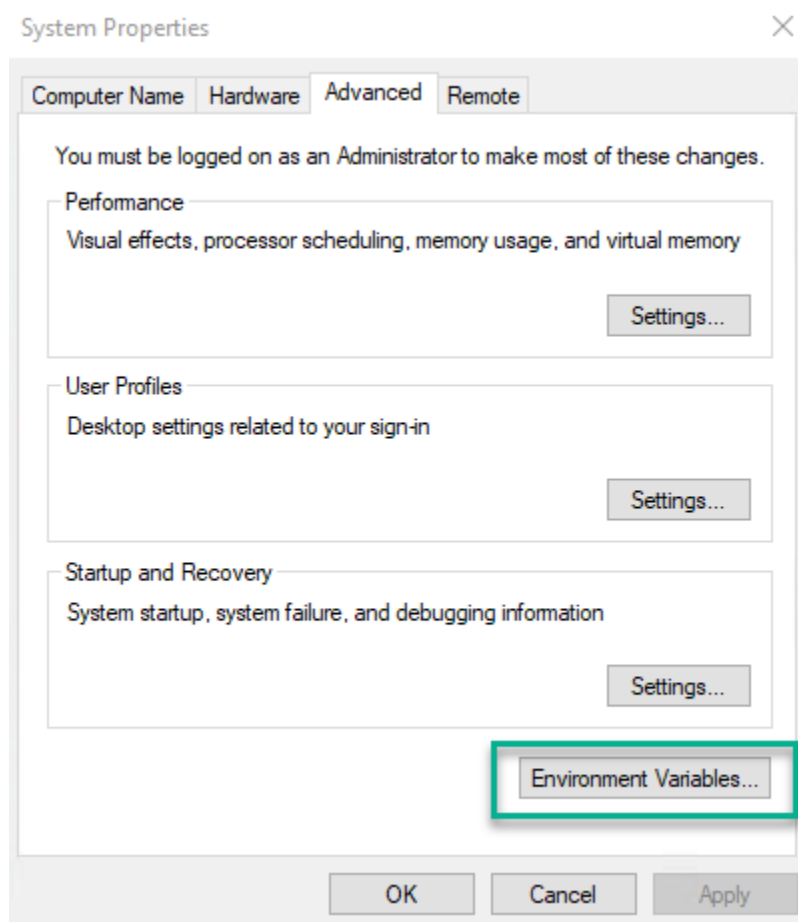 System Properties
Computer Name Hardware Advanced Remote
You must be logged on as an Administrator to make most of these changes.
Performance
Visual effects, processor scheduling, memory usage, and virtual memory
Settings...
User Profiles
Desktop settings related to your sign-in
Settings...
Startup and Recovery
System startup, system failure, and debugging information
Settings...
Environment Variables...
OK Cancel Apply